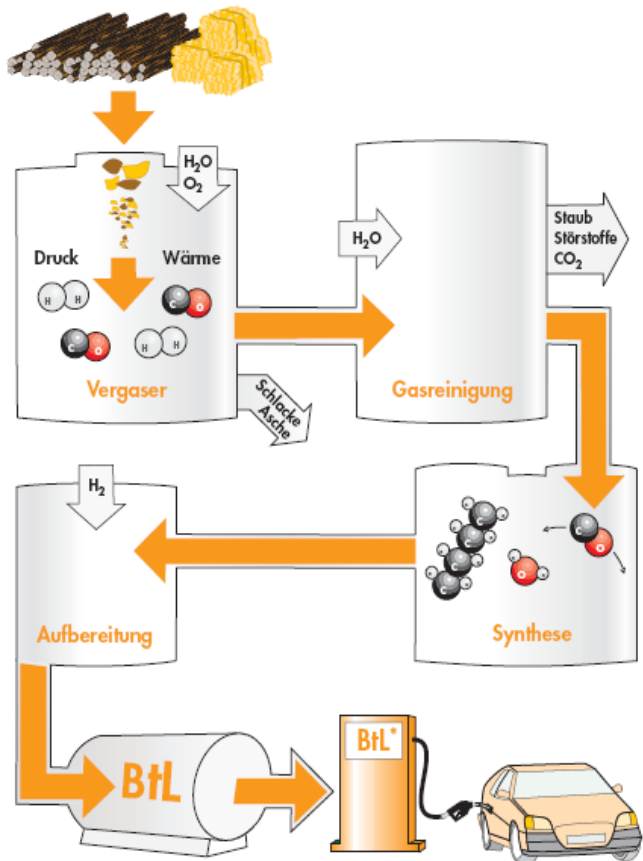 H₂O
O₂
Druck
Wärme
H H
C O
C O
H H
Vergaser
Schlacke
Asche
H₂O
Staub
Störstoffe
CO₂
Gasreinigung
H₂
Aufbereitung
C
C
C
C
O
C
O
Synthese
BtL
BtL*